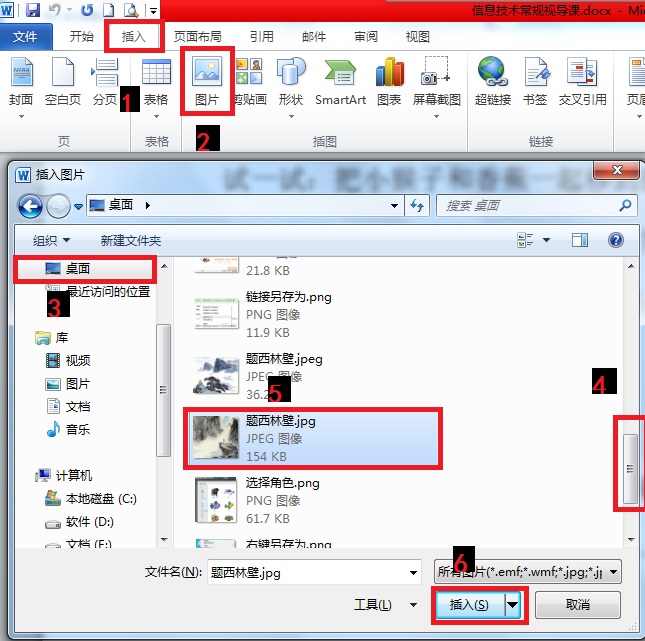 信息技术常规视导课.docx - Mi
文件 开始 插入 页面布局 引用 邮件 审阅 视图
封面 空白页 分页 1 表格 图片 剪贴画 形状 SmartArt 图表 屏幕截图 超链接 书签 交叉引用 页眉
2
页 表格 插图 链接
插入图片
试一试：把小猴子和香蕉一起
桌面
搜索 桌面
组织 新建文件夹
桌面
最近访问的位置
3
库
视频
图片
文档
音乐
计算机
本地磁盘 (C:)
软件 (D:)
文档 (E:)
21.8 KB
链接另存为.png
PNG 图像
11.9 KB
题西林壁.jpeg
JPEG 图像
36.2
5
4
题西林壁.jpg
JPEG 图像
154 KB
选择角色.png
PNG 图像
61.7 KB
右键另存为.png
6
文件名(N): 题西林壁.jpg 所有图片(*.emf;*.wmf;*.jpg;*.jp
工具(L) 插入(S) 取消